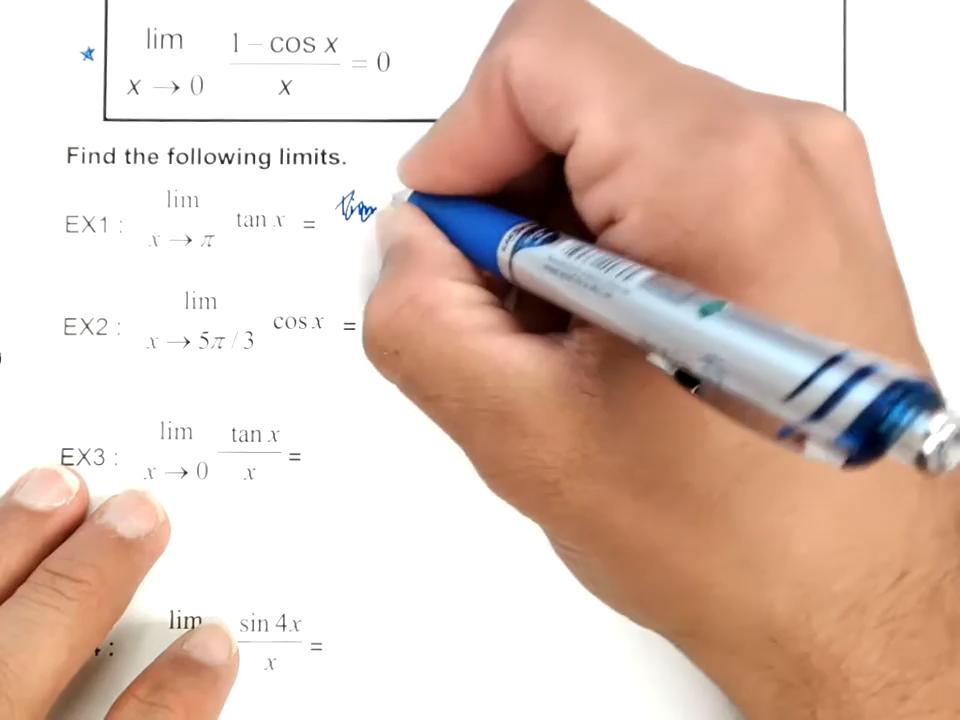 lim 1 − cos x = 0
x → 0 x
Find the following limits.
EX1 : lim tan x =
x → π
EX2 : lim cos x =
x → 5π / 3
EX3 : lim tan x =
x → 0 x
: lim sin 4x =
x